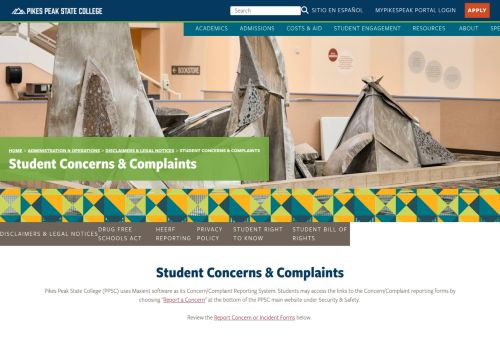 PIKES PEAK STATE COLLEGE
Search
SITIO EN ESPAÑOL
MYPIKESPEAK PORTAL LOGIN
APPLY
ACADEMICS
ADMISSIONS
COSTS & AID
STUDENT ENGAGEMENT
RESOURCES
ABOUT
SPE
BOOKSTORE
HOME > ADMINISTRATION & OPERATIONS > DISCLAIMERS & LEGAL NOTICES > STUDENT CONCERNS & COMPLAINTS
Student Concerns & Complaints
DISCLAIMERS & LEGAL NOTICES
DRUG FREE
SCHOOLS ACT
HEERF
REPORTING
PRIVACY
POLICY
STUDENT RIGHT
TO KNOW
STUDENT BILL OF
RIGHTS
Student Concerns & Complaints
Pikes Peak State College (PPSC) uses Maxient software as its Concern/Complaint Reporting System. Students may access the links to the Concern/Complaint reporting forms by
choosing "Report a Concern" at the bottom of the PPSC main website under Security & Safety.
Review the Report Concern or Incident Forms below.